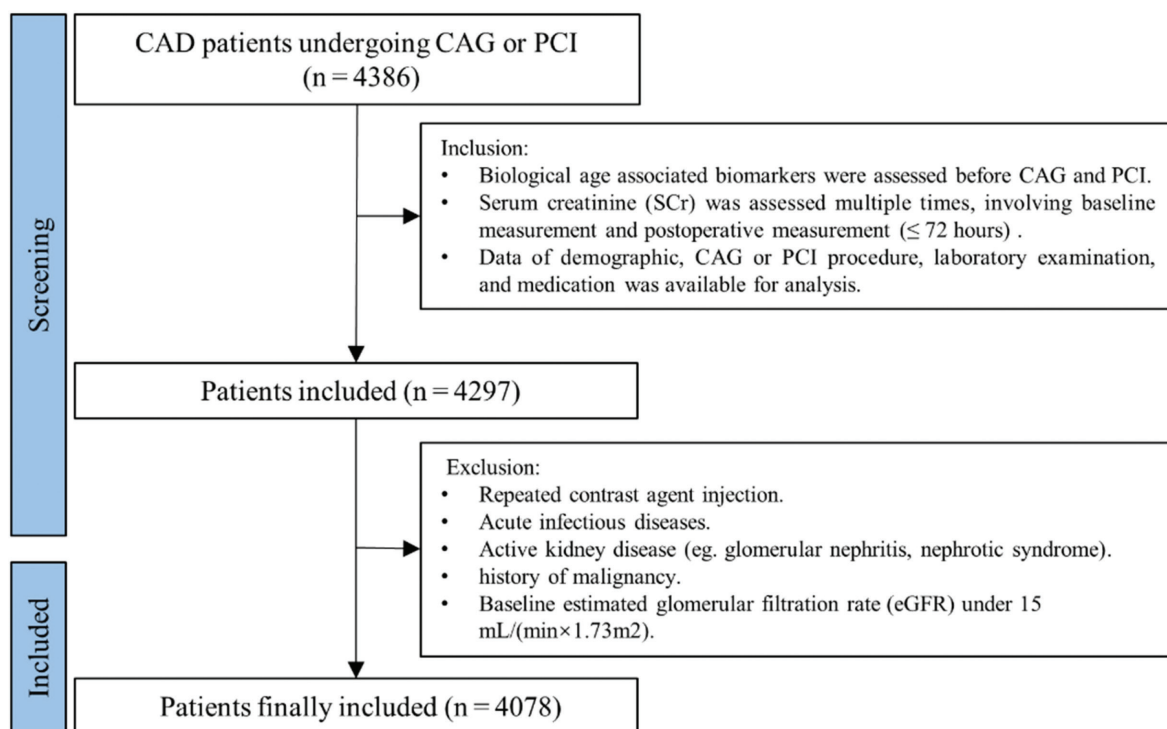 Screening
CAD patients undergoing CAG or PCI
(n = 4386)
Inclusion:
• Biological age associated biomarkers were assessed before CAG and PCI.
• Serum creatinine (SCr) was assessed multiple times, involving baseline
measurement and postoperative measurement (≤ 72 hours) .
• Data of demographic, CAG or PCI procedure, laboratory examination,
and medication was available for analysis.
Patients included (n = 4297)
Exclusion:
• Repeated contrast agent injection.
• Acute infectious diseases.
• Active kidney disease (eg. glomerular nephritis, nephrotic syndrome).
• history of malignancy.
• Baseline estimated glomerular filtration rate (eGFR) under 15
mL/(min×1.73m2).
Included
Patients finally included (n = 4078)